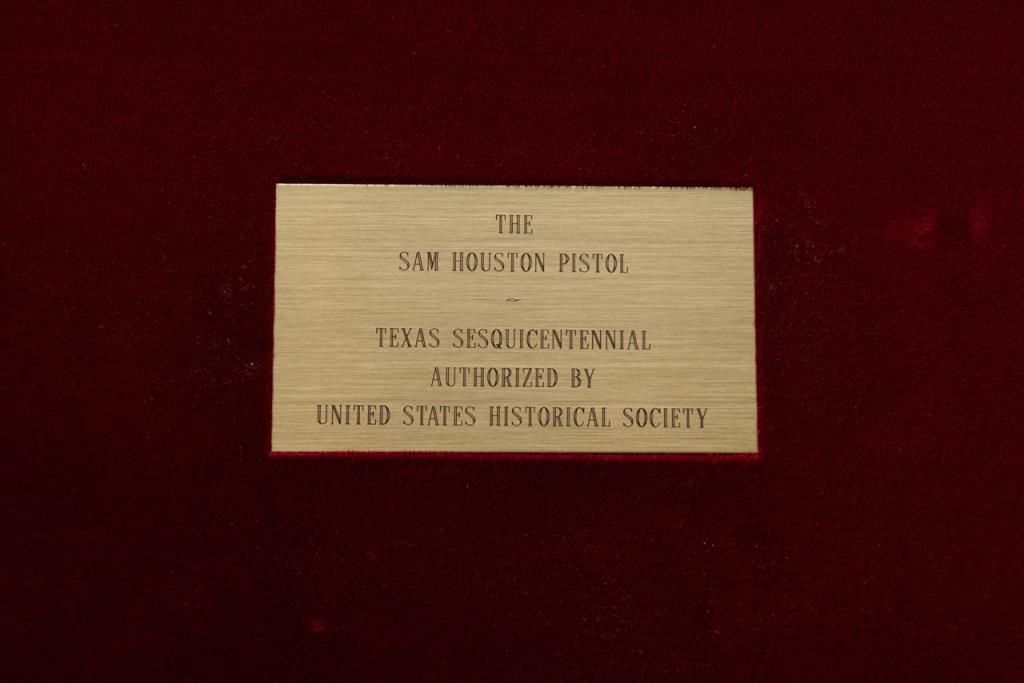 THE
SAM HOUSTON PISTOL
~
TEXAS SESQUICENTENNIAL
AUTHORIZED BY
UNITED STATES HISTORICAL SOCIETY